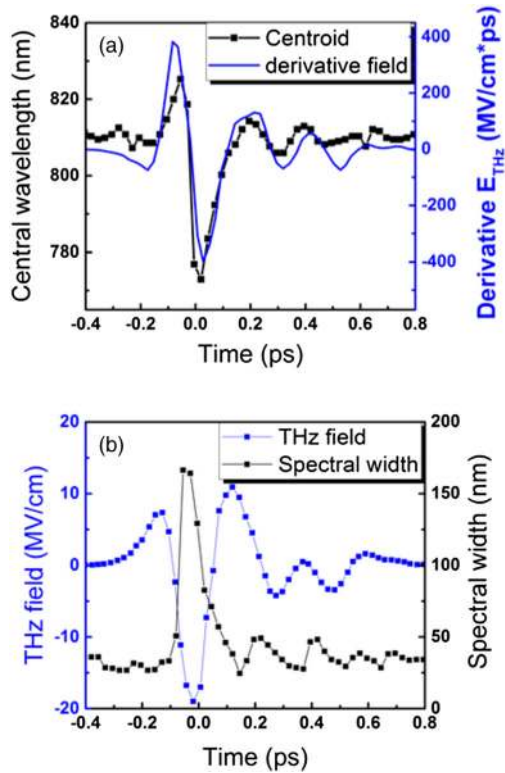 (a)
Centroid
derivative field
Central wavelength (nm)
840
820
800
780
400
200
0
-200
-400
Derivative E_THz (MV/cm*ps)
-0.4 -0.2 0.0 0.2 0.4 0.6 0.8
Time (ps)
(b)
THz field
Spectral width
THz field (MV/cm)
20
10
0
-10
-20
200
150
100
50
0
Spectral width (nm)
-0.4 -0.2 0.0 0.2 0.4 0.6 0.8
Time (ps)